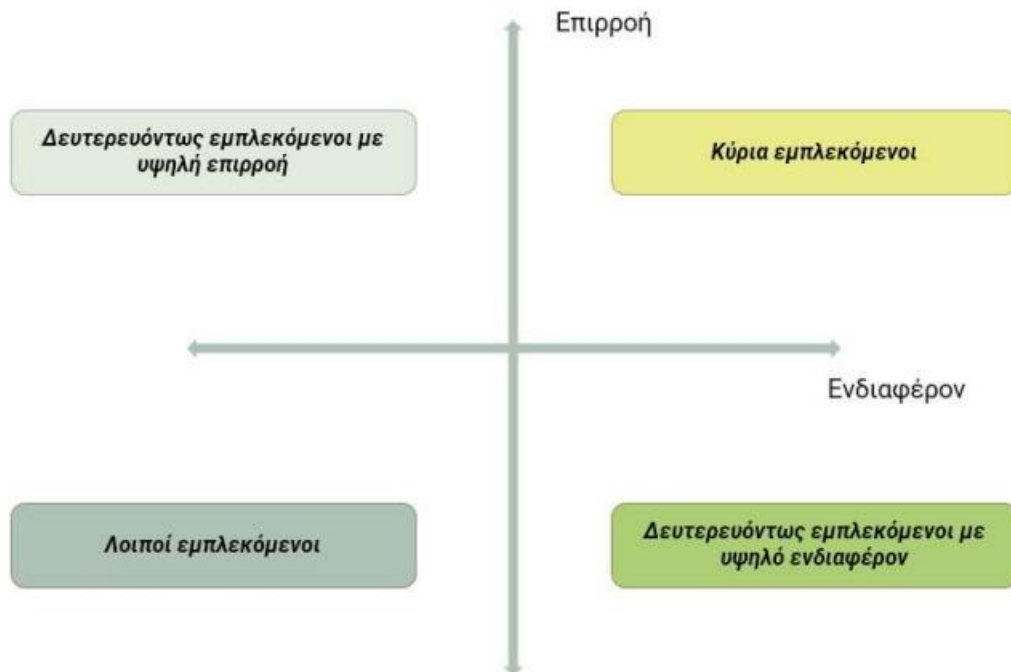 Επιρροή
Δευτερευόντως εμπλεκόμενοι με
υψηλή επιρροή
Κύρια εμπλεκόμενοι
Ενδιαφέρον
Λοιποί εμπλεκόμενοι
Δευτερευόντως εμπλεκόμενοι με
υψηλό ενδιαφέρον